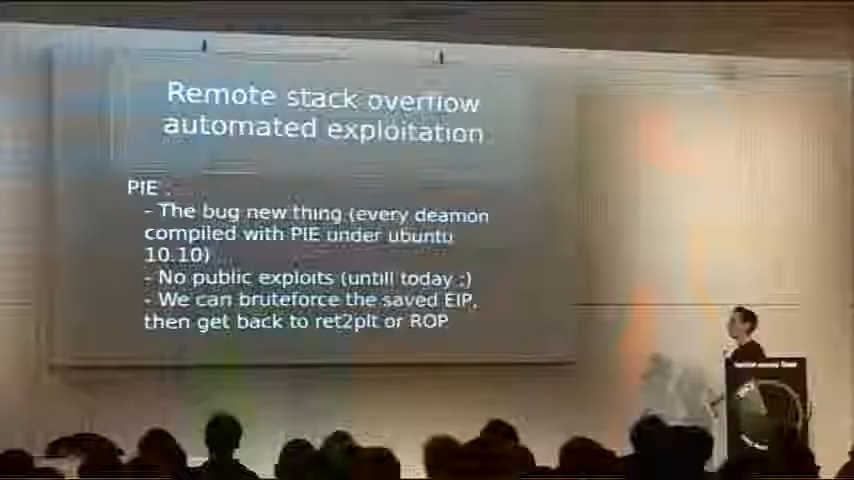 Remote stack overflow
automated exploitation
PIE :
- The bug new thing (every deamon
compiled with PIE under ubuntu
10.10)
- No public exploits (untill today ;)
- We can bruteforce the saved EIP,
then get back to ret2plt or ROP